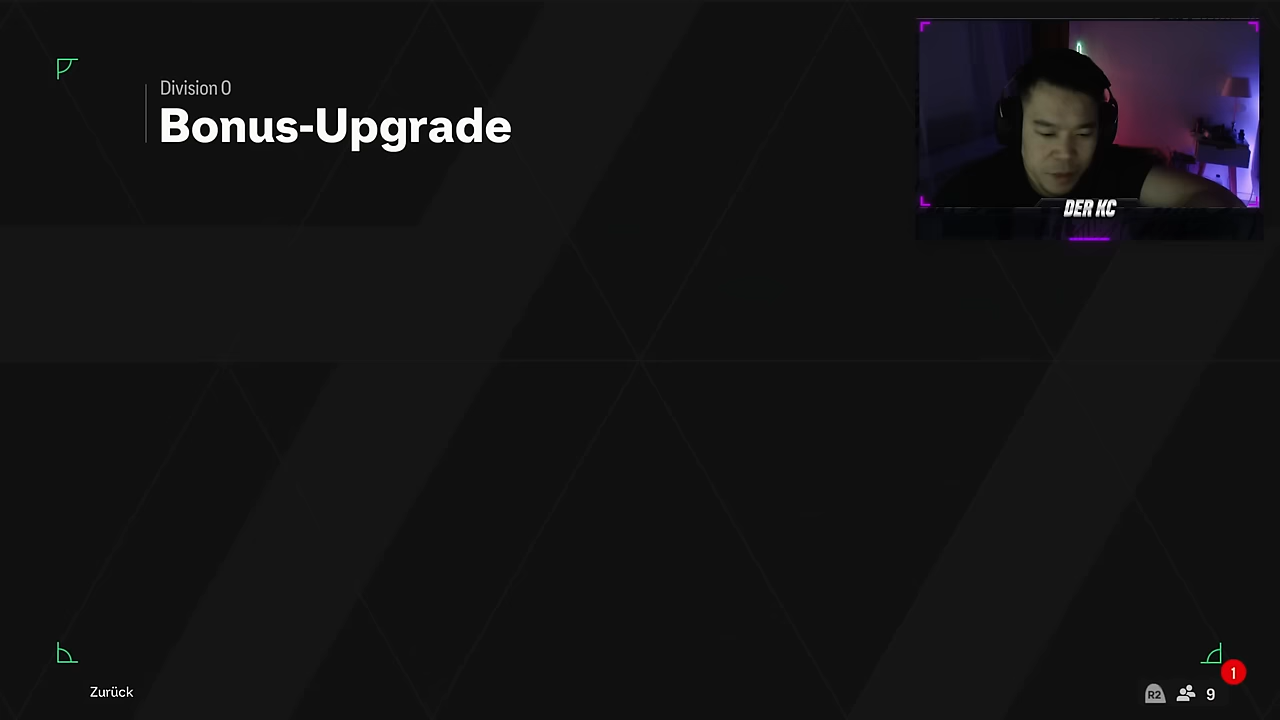 Division 0
Bonus-Upgrade
DER KC
Zurück
R2
9
1